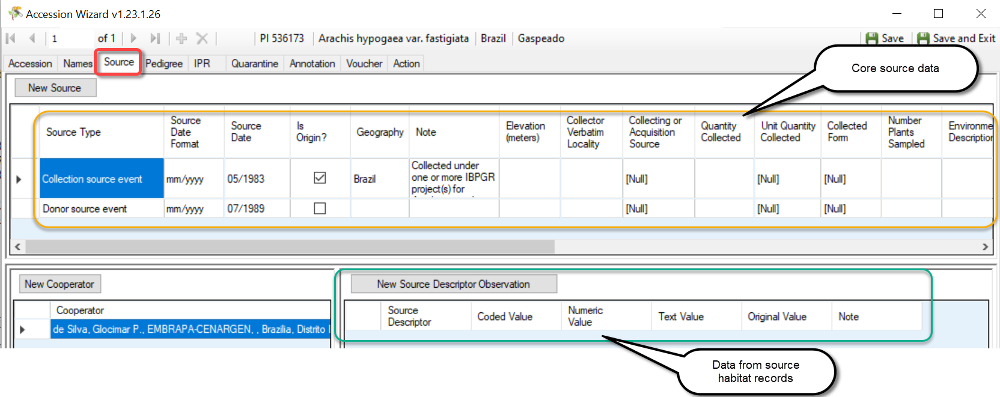 Accession Wizard v1.23.1.26
1 of 1 PI 536173 Arachis hypogaea var. fastigiata Brazil Gaspeado Save Save and Exit
Accession Names Source Pedigree IPR Quarantine Annotation Voucher Action
Core source data
New Source
Source Type
Source
Date
Format
Source
Date
Is
Origin?
Geography
Note
Elevation
(meters)
Collector
Verbatim
Locality
Collecting or
Acquisition
Source
Quantity
Collected
Unit Quantity
Collected
Collected
Form
Number
Plants
Sampled
Environme
Description
Collection source event mm/yyyy 05/1983 Brazil
Collected under
one or more IBPGR
project(s) for
[Null] [Null] [Null]
Donor source event mm/yyyy 07/1989 [Null] [Null] [Null]
New Cooperator
Cooperator
de Silva, Glocimar P., EMBRAPA-CENARGEN, , Brazilia, Distrito
New Source Descriptor Observation
Source
Descriptor
Coded Value
Numeric
Value
Text Value
Original Value
Note
Data from source
habitat records